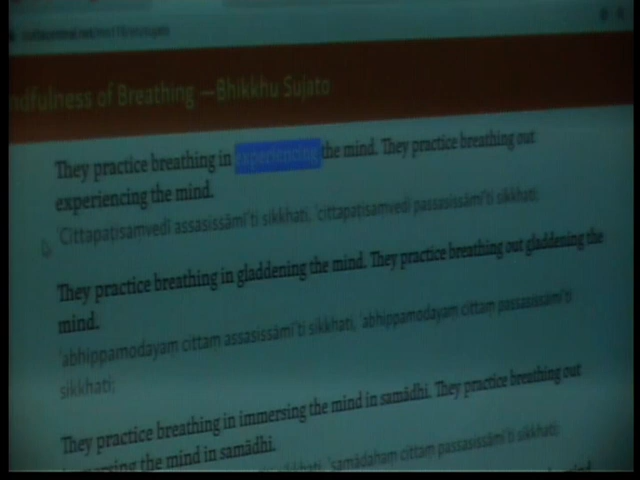 ndfulness of Breathing —Bhikkhu Sujato
They practice breathing in experiencing the mind. They practice breathing out
experiencing the mind.
'Cittapaṭisaṁvedī assasissāmī'ti sikkhati, 'cittapaṭisaṁvedī passasissāmī'ti sikkhati;
They practice breathing in gladdening the mind. They practice breathing out gladdening the
mind.
'abhippamodayaṁ cittaṁ assasissāmī'ti sikkhati, 'abhippamodayaṁ cittaṁ passasissāmī'ti
sikkhati;
They practice breathing in immersing the mind in samādhi. They practice breathing out
immersing the mind in samādhi.
sikkhati, 'samādahaṁ cittaṁ passasissāmī'ti sikkhati;